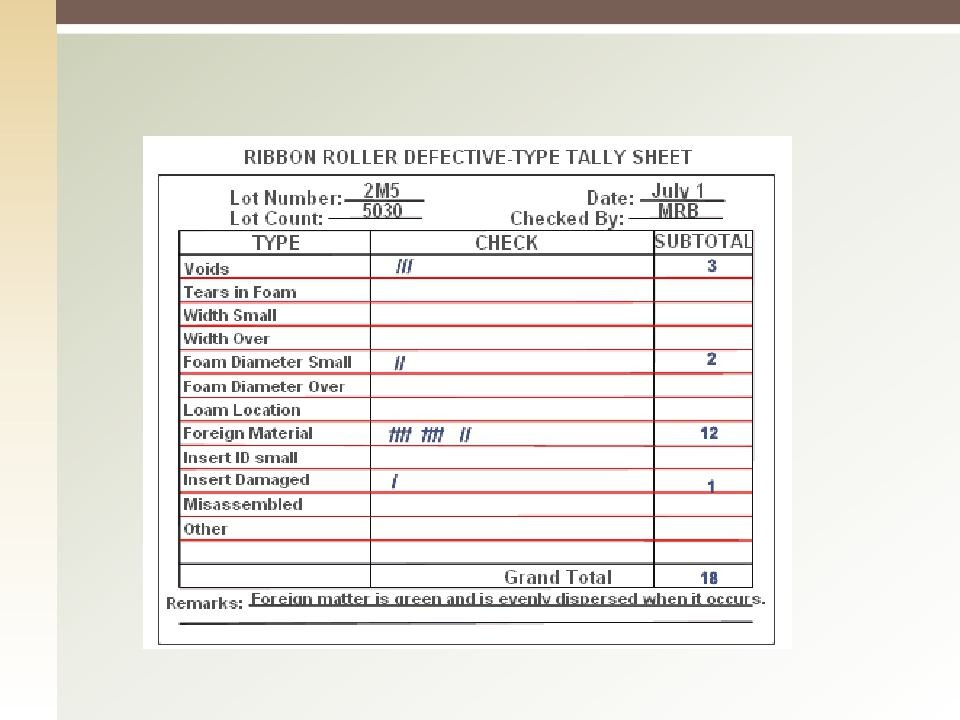 RIBBON ROLLER DEFECTIVE-TYPE TALLY SHEET
Lot Number: 2M5 Date: July 1
Lot Count: 5030 Checked By: MRB
TYPE CHECK SUBTOTAL
Voids /// 3
Tears in Foam
Width Small
Width Over
Foam Diameter Small // 2
Foam Diameter Over
Loam Location
Foreign Material //// //// // 12
Insert ID small
Insert Damaged / 1
Misassembled
Other
Grand Total 18
Remarks: Foreign matter is green and is evenly dispersed when it occurs.